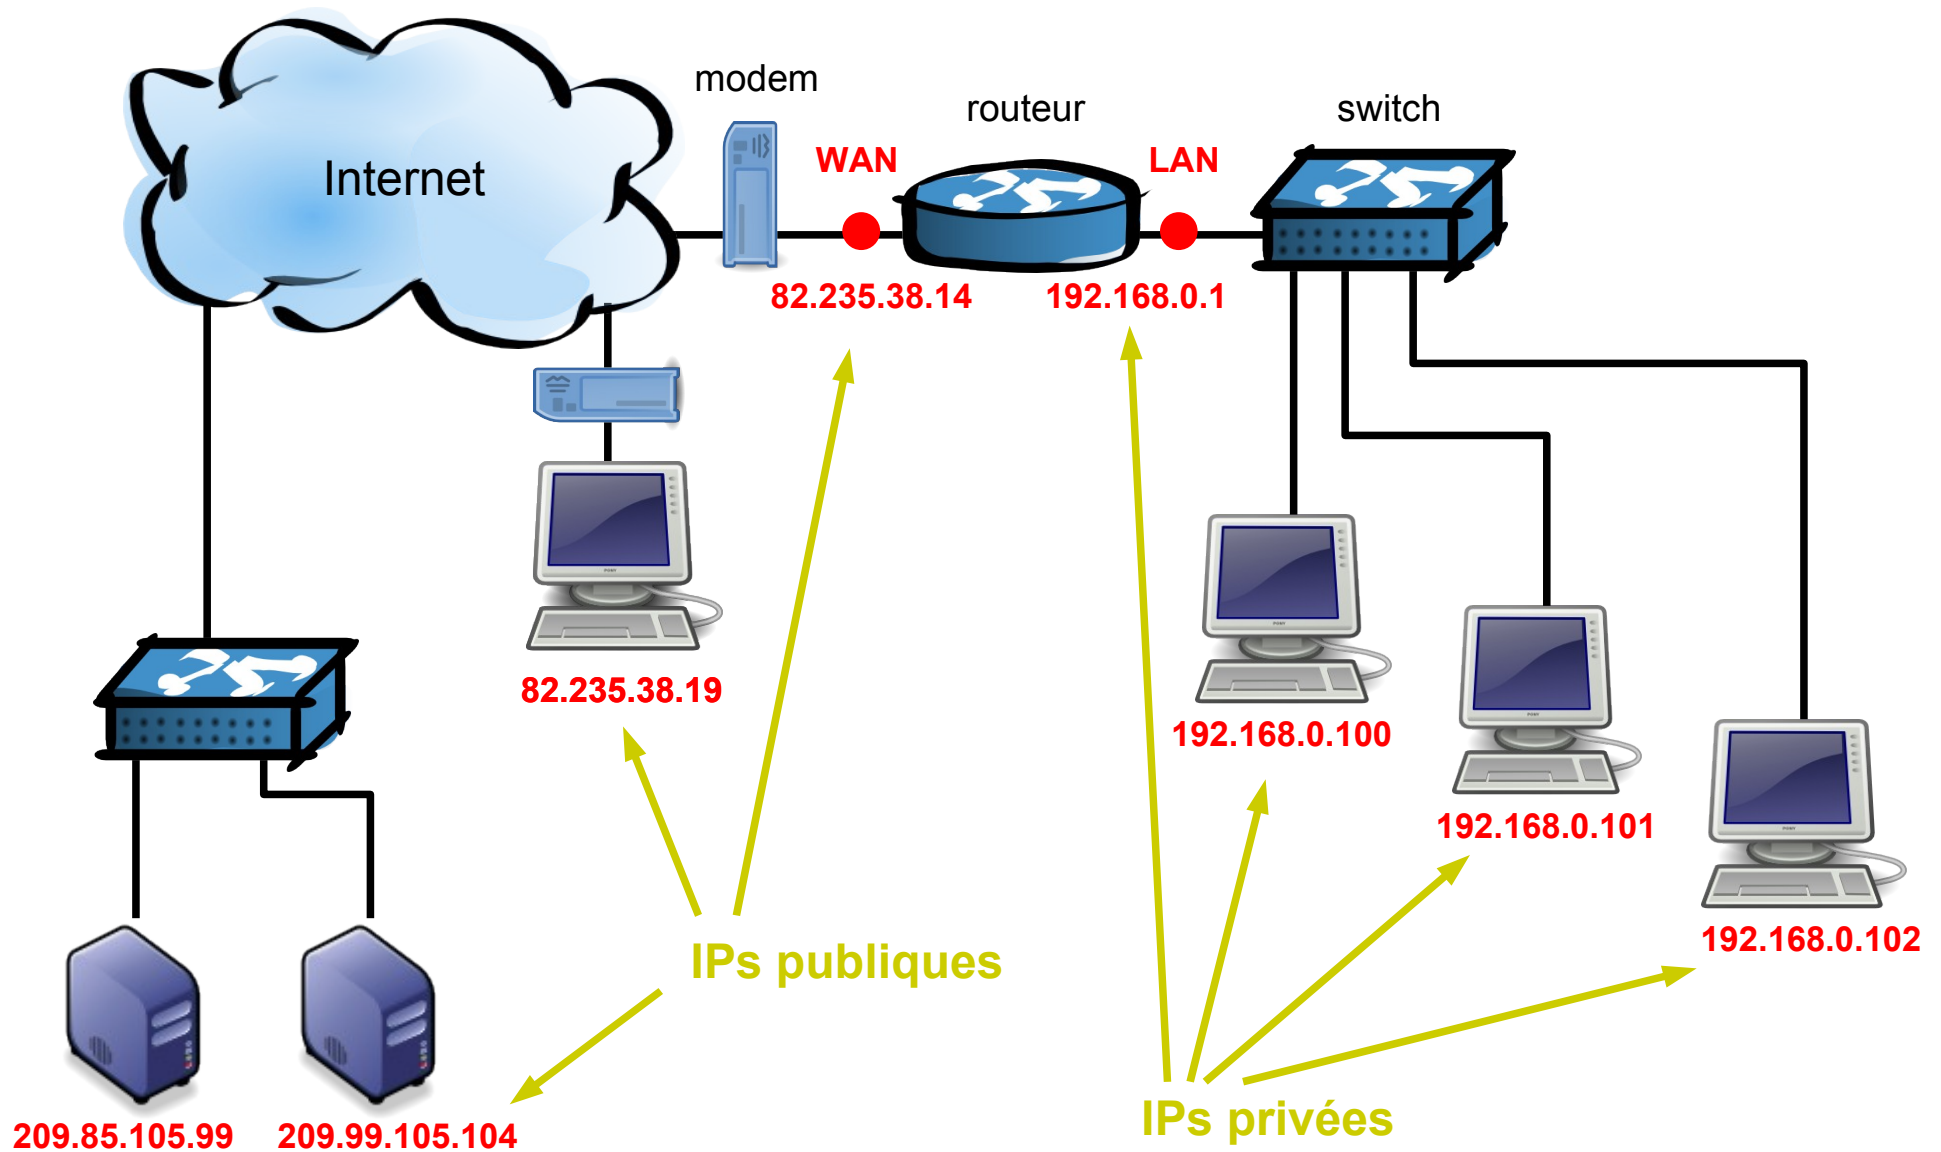 modem
routeur
switch
WAN
LAN
Internet
82.235.38.14
192.168.0.1
82.235.38.19
192.168.0.100
192.168.0.101
192.168.0.102
IPs publiques
IPs privées
209.85.105.99
209.99.105.104